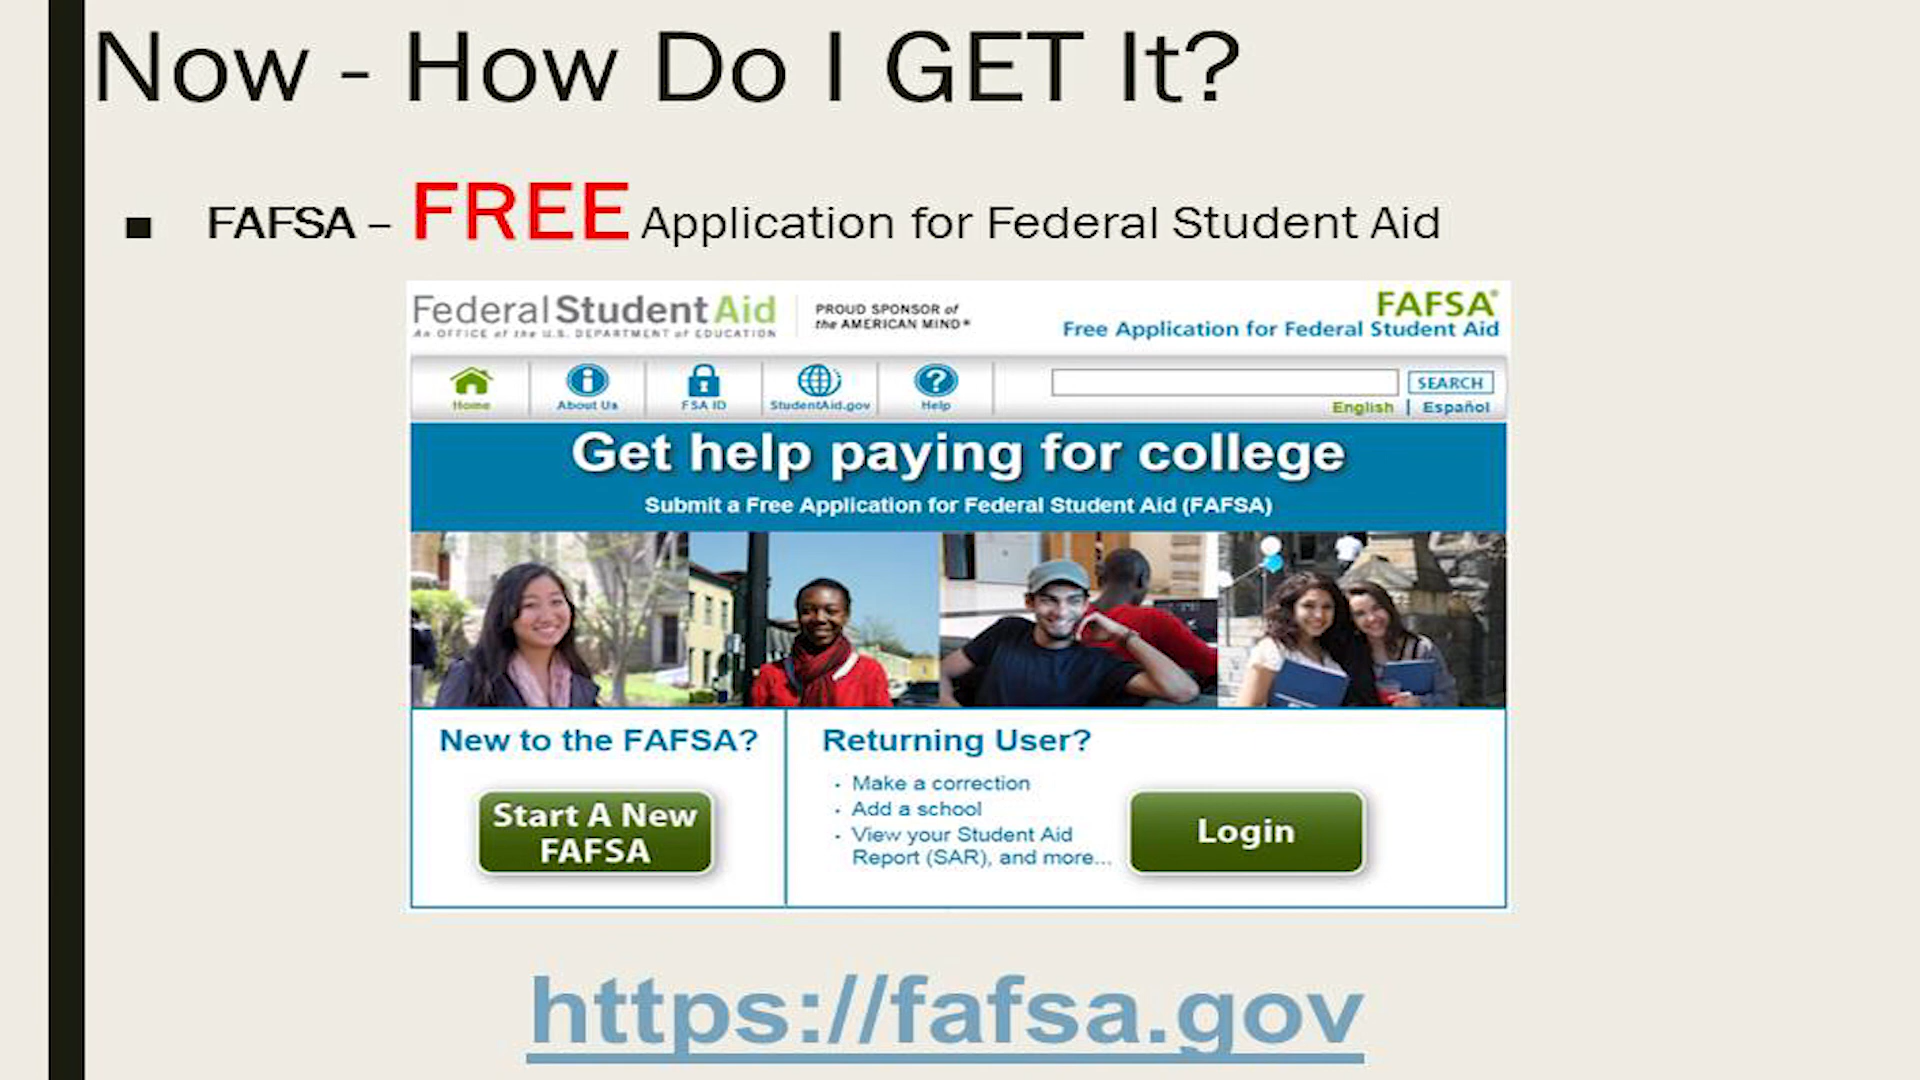 Now - How Do I GET It?
■ FAFSA – FREE Application for Federal Student Aid
Federal Student Aid
An OFFICE of the U.S. DEPARTMENT of EDUCATION
PROUD SPONSOR of
the AMERICAN MIND®
FAFSA®
Free Application for Federal Student Aid
Home
About Us
FSA ID
StudentAid.gov
Help
SEARCH
English | Español
Get help paying for college
Submit a Free Application for Federal Student Aid (FAFSA)
New to the FAFSA?
Start A New
FAFSA
Returning User?
· Make a correction
· Add a school
· View your Student Aid
Report (SAR), and more...
Login
https://fafsa.gov